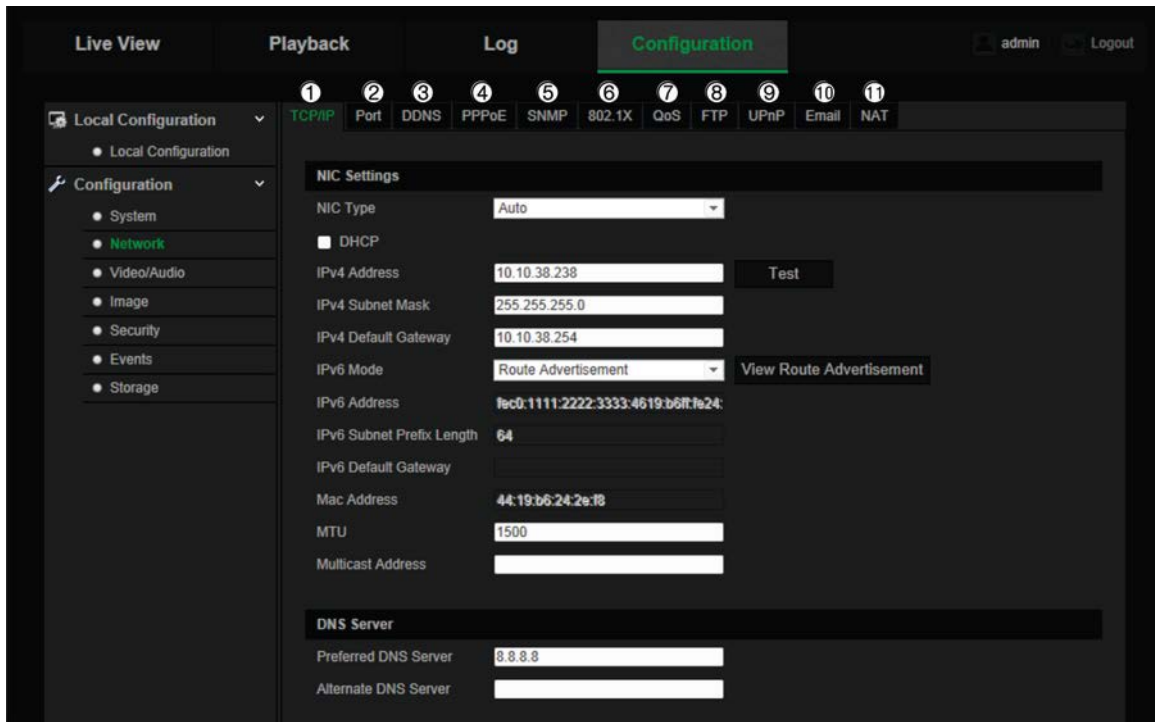 Live View Playback Log Configuration admin Logout
① ② ③ ④ ⑤ ⑥ ⑦ ⑧ ⑨ ⑩ ⑪
TCP/IP Port DDNS PPPoE SNMP 802.1X QoS FTP UPnP Email NAT
Local Configuration
Local Configuration
Configuration
System
Network
Video/Audio
Image
Security
Events
Storage
NIC Settings
NIC Type Auto
DHCP
IPv4 Address 10.10.38.238 Test
IPv4 Subnet Mask 255.255.255.0
IPv4 Default Gateway 10.10.38.254
IPv6 Mode Route Advertisement View Route Advertisement
IPv6 Address fec0:1111:2222:3333:4619:b6ff:fe24:
IPv6 Subnet Prefix Length 64
IPv6 Default Gateway
Mac Address 44:19:b6:24:2e:f8
MTU 1500
Multicast Address
DNS Server
Preferred DNS Server 8.8.8.8
Alternate DNS Server